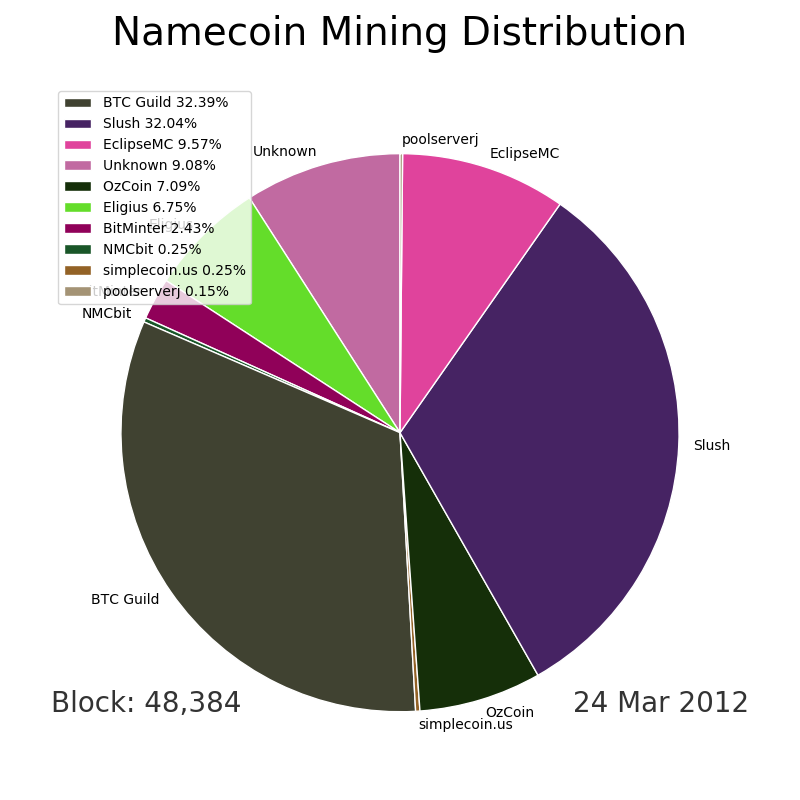 Namecoin Mining Distribution
BTC Guild 32.39%
Slush 32.04%
EclipseMC 9.57%
Unknown 9.08%
OzCoin 7.09%
Eligius 6.75%
BitMinter 2.43%
NMCbit 0.25%
simplecoin.us 0.25%
poolserverj 0.15%
poolserverj
EclipseMC
Unknown
Eligius
NMCbit
Slush
BTC Guild
Block: 48,384
24 Mar 2012
OzCoin
simplecoin.us